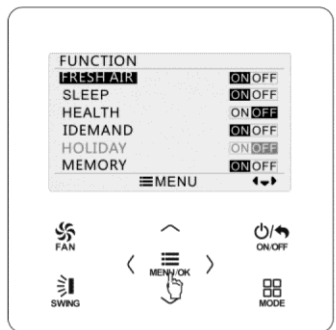 FUNCTION
FRESH AIR ON OFF
SLEEP ON OFF
HEALTH ON OFF
IDEMAND ON OFF
HOLIDAY ON OFF
MEMORY ON OFF
MENU
FAN
MENU/OK
ON/OFF
SWING
MODE